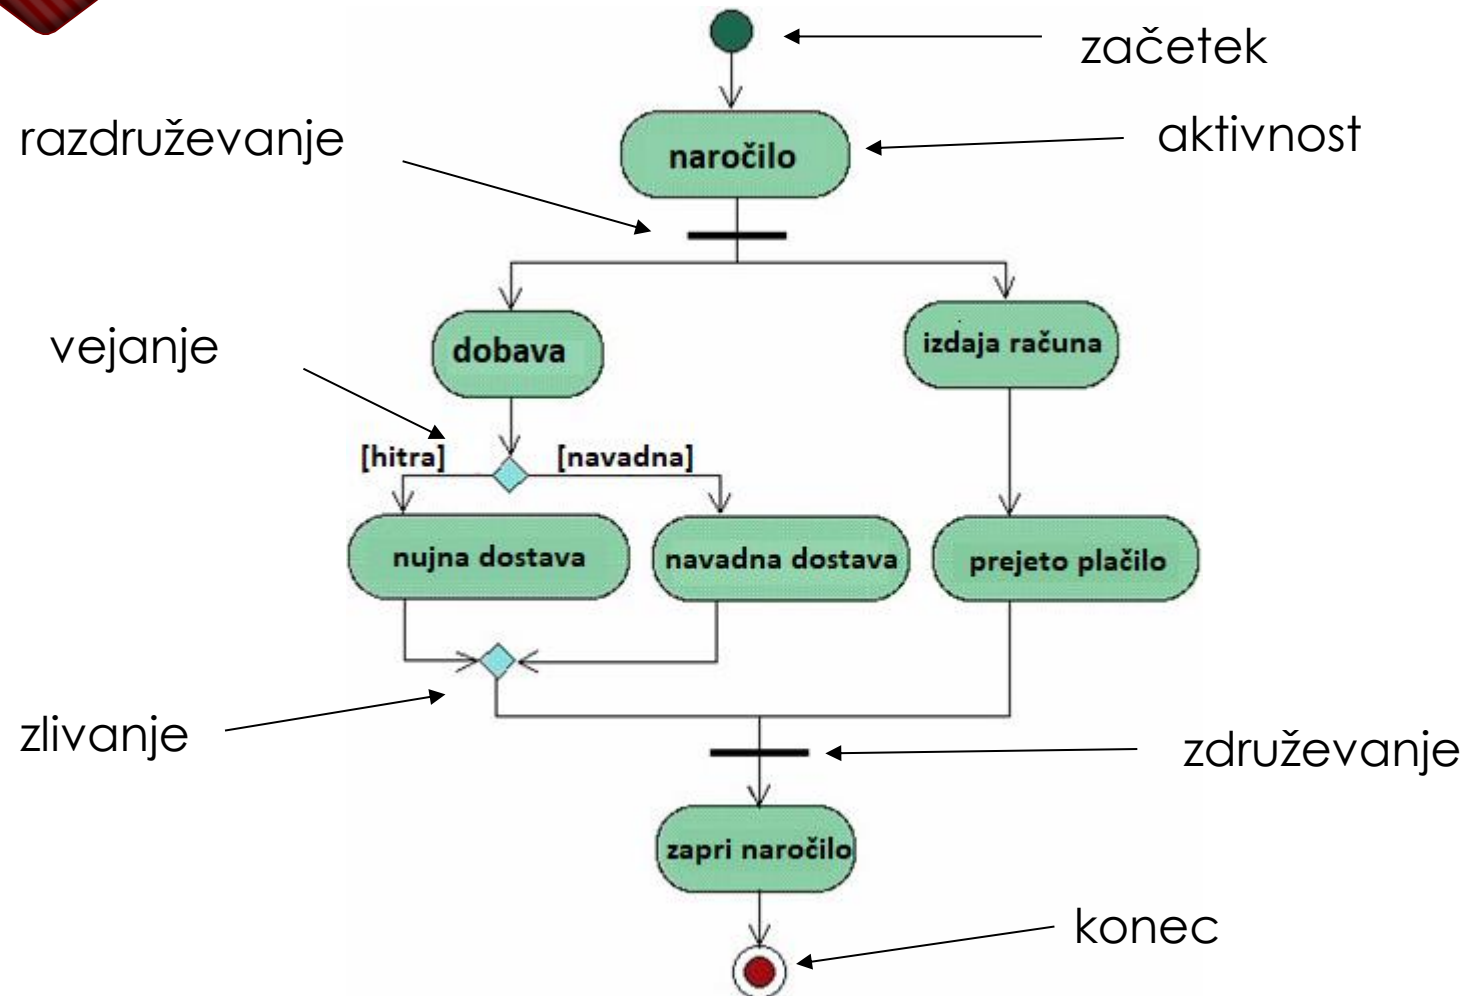 začetek
razdruževanje
aktivnost
naročilo
vejanje
dobava
izdaja računa
[hitra]
[navadna]
nujna dostava
navadna dostava
prejeto plačilo
zlivanje
združevanje
zapri naročilo
konec